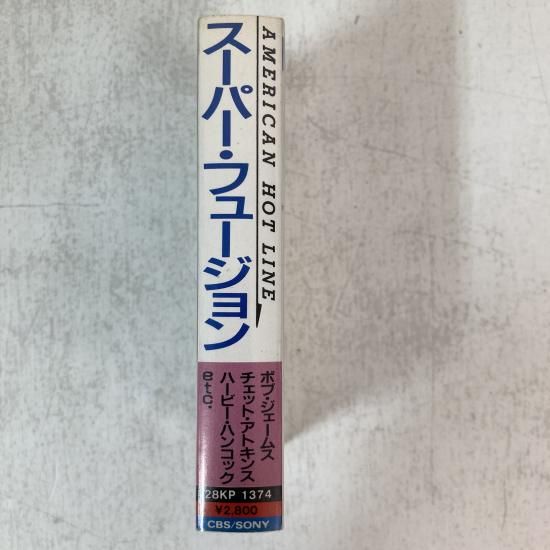 AMERICAN HOT LINE
スーパー・フュージョン
ボブ・ジェームス
チェット・アトキンス
ハービー・ハンコック
etc.
28KP 1374
¥2,800
CBS/SONY